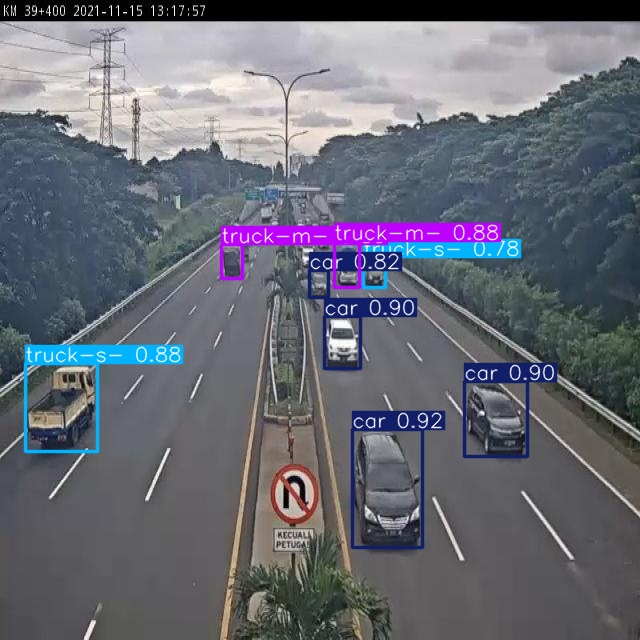 KM 39+400 2021-11-15 13:17:57
truck-m-
truck-m- 0.88
truck-s- 0.78
car 0.82
car 0.90
truck-s- 0.88
car 0.90
car 0.92
KECUALI
PETUGAS